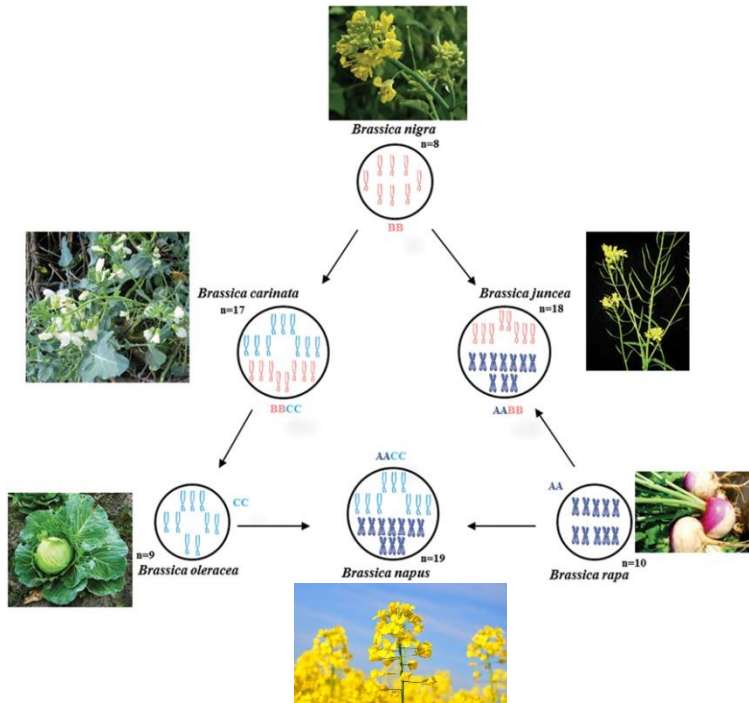 Brassica nigra
n=8
BB
Brassica carinata
n=17
BBCC
Brassica juncea
n=18
AABB
CC
n=9
Brassica oleracea
AACC
n=19
Brassica napus
AA
n=10
Brassica rapa